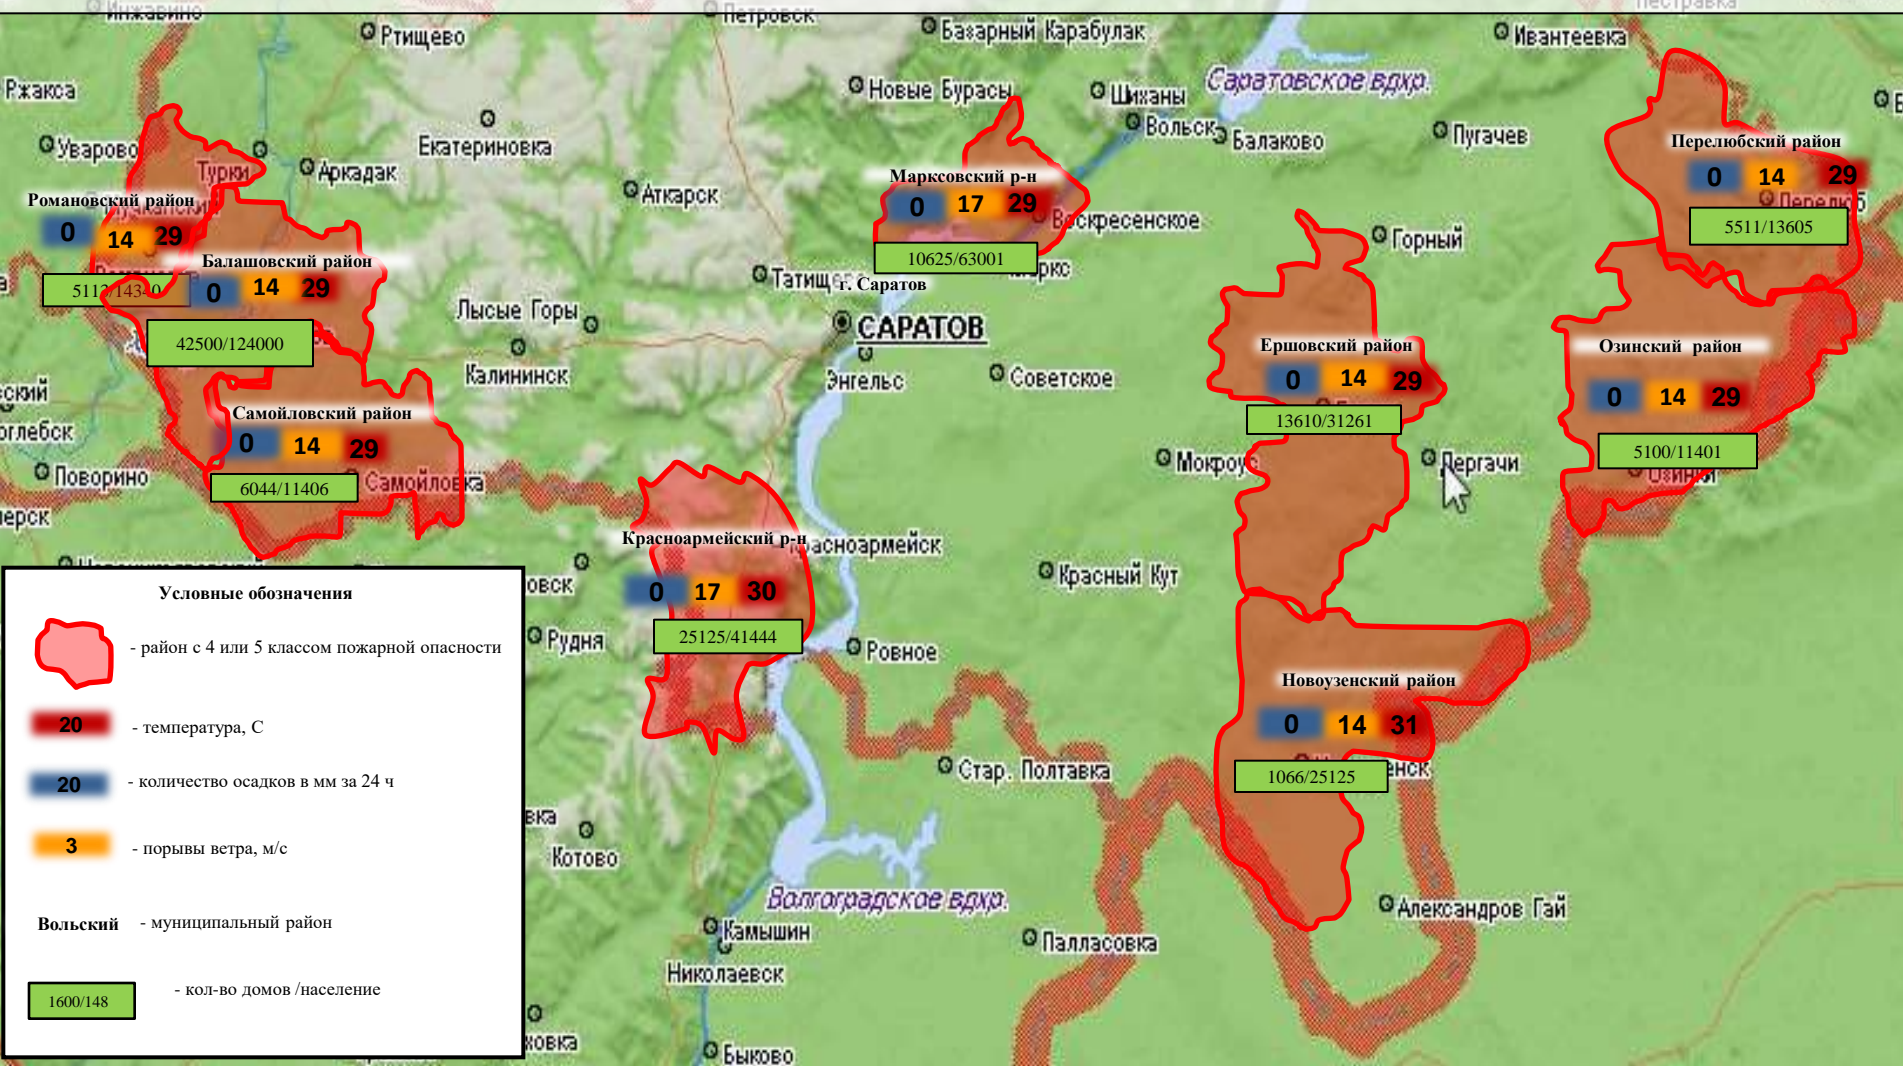 Инжавино
Петровск
Пестравка
Ртищево
Базарный Карабулак
Ивантеевка
Ржакса
Новые Бурасы
Шиханы
Саратовское вдхр.
Уварово
Екатериновка
Вольск
Балаково
Пугачев
Перелюбский район
0 14 29
Перелюб
5511/13605
Турки
Аркадак
Аткарск
Марксовский р-н
0 17 29
Воскресенское
10625/63001
Романовский район
0 14 29
Балашовский район
0 14 29
42500/124000
Горный
г. Саратов
САРАТОВ
Лысые Горы
Калининск
Энгельс
Советское
Ершовский район
0 14 29
13610/31261
Озинский район
0 14 29
5100/11401
Озинки
Самойловский район
0 14 29
6044/11406
Самойловка
Поворино
Мокроус
Дергачи
Красноармейский р-н
0 17 30
25125/41444
Красный Кут
Рудня
Ровное
Новоузенский район
0 14 31
1066/25125
Стар. Полтавка
Котово
Волгоградское вдхр.
Камышин
Николаевск
Палласовка
Александров Гай
Быково
Условные обозначения
- район с 4 или 5 классом пожарной опасности
20 - температура, С
20 - количество осадков в мм за 24 ч
3 - порывы ветра, м/с
Вольский - муниципальный район
1600/148 - кол-во домов /население